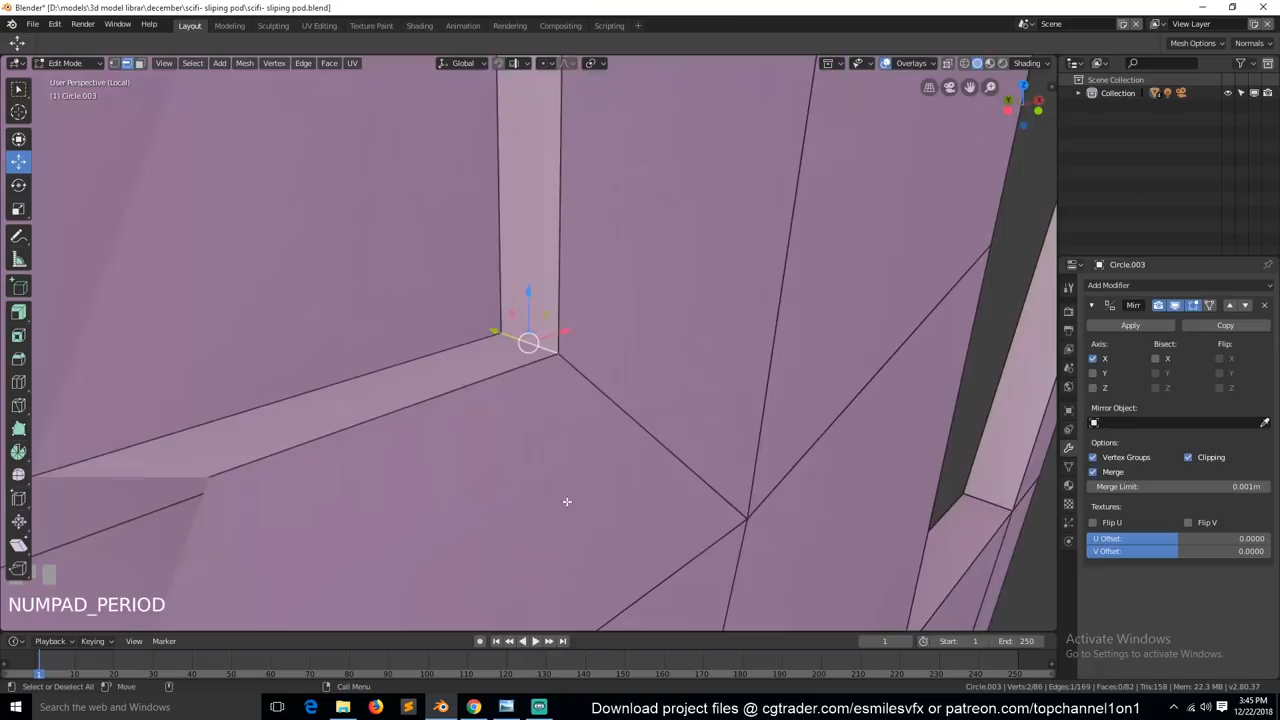 Blender* [D:\models\3d model librar\december\scifi- sliping pod\scifi- sliping pod.blend]
File Edit Render Window Help Layout Modeling Sculpting UV Editing Texture Paint Shading Animation Rendering Compositing Scripting Scene View Layer
Mesh Options Normals
Edit Mode View Select Add Mesh Vertex Edge Face UV Global Overlays Shading
User Perspective (Local)
(1) Circle.003
Scene Collection
Collection
Circle.003
Add Modifier
Mirr
Apply Copy
Axis: Bisect: Flip:
X X X
Y Y Y
Z Z Z
Mirror Object:
Options:
Vertex Groups Clipping
Merge
Merge Limit: 0.001m
Textures:
Flip U Flip V
U Offset: 0.0000
V Offset: 0.0000
NUMPAD_PERIOD
Playback Keying View Marker 1 Start: 1 End: 250
1 10 20 30 40 50 60 70 80 90 100 110 120 130 140 150 160 170 180 190 200 210 220 230 240 250
Activate Windows
Go to Settings to activate Windows.
Select or Deselect All Move Call Menu Circle.003 | Verts:2/86 | Edges:1/169 | Faces:0/82 | Tris:158 | Mem: 22.3 MB | v2.80.37
Search Windows Download project files @ cgtrader.com/esmilesvfx or patreon.com/topchannel1on1 3:45 PM
12/22/2018